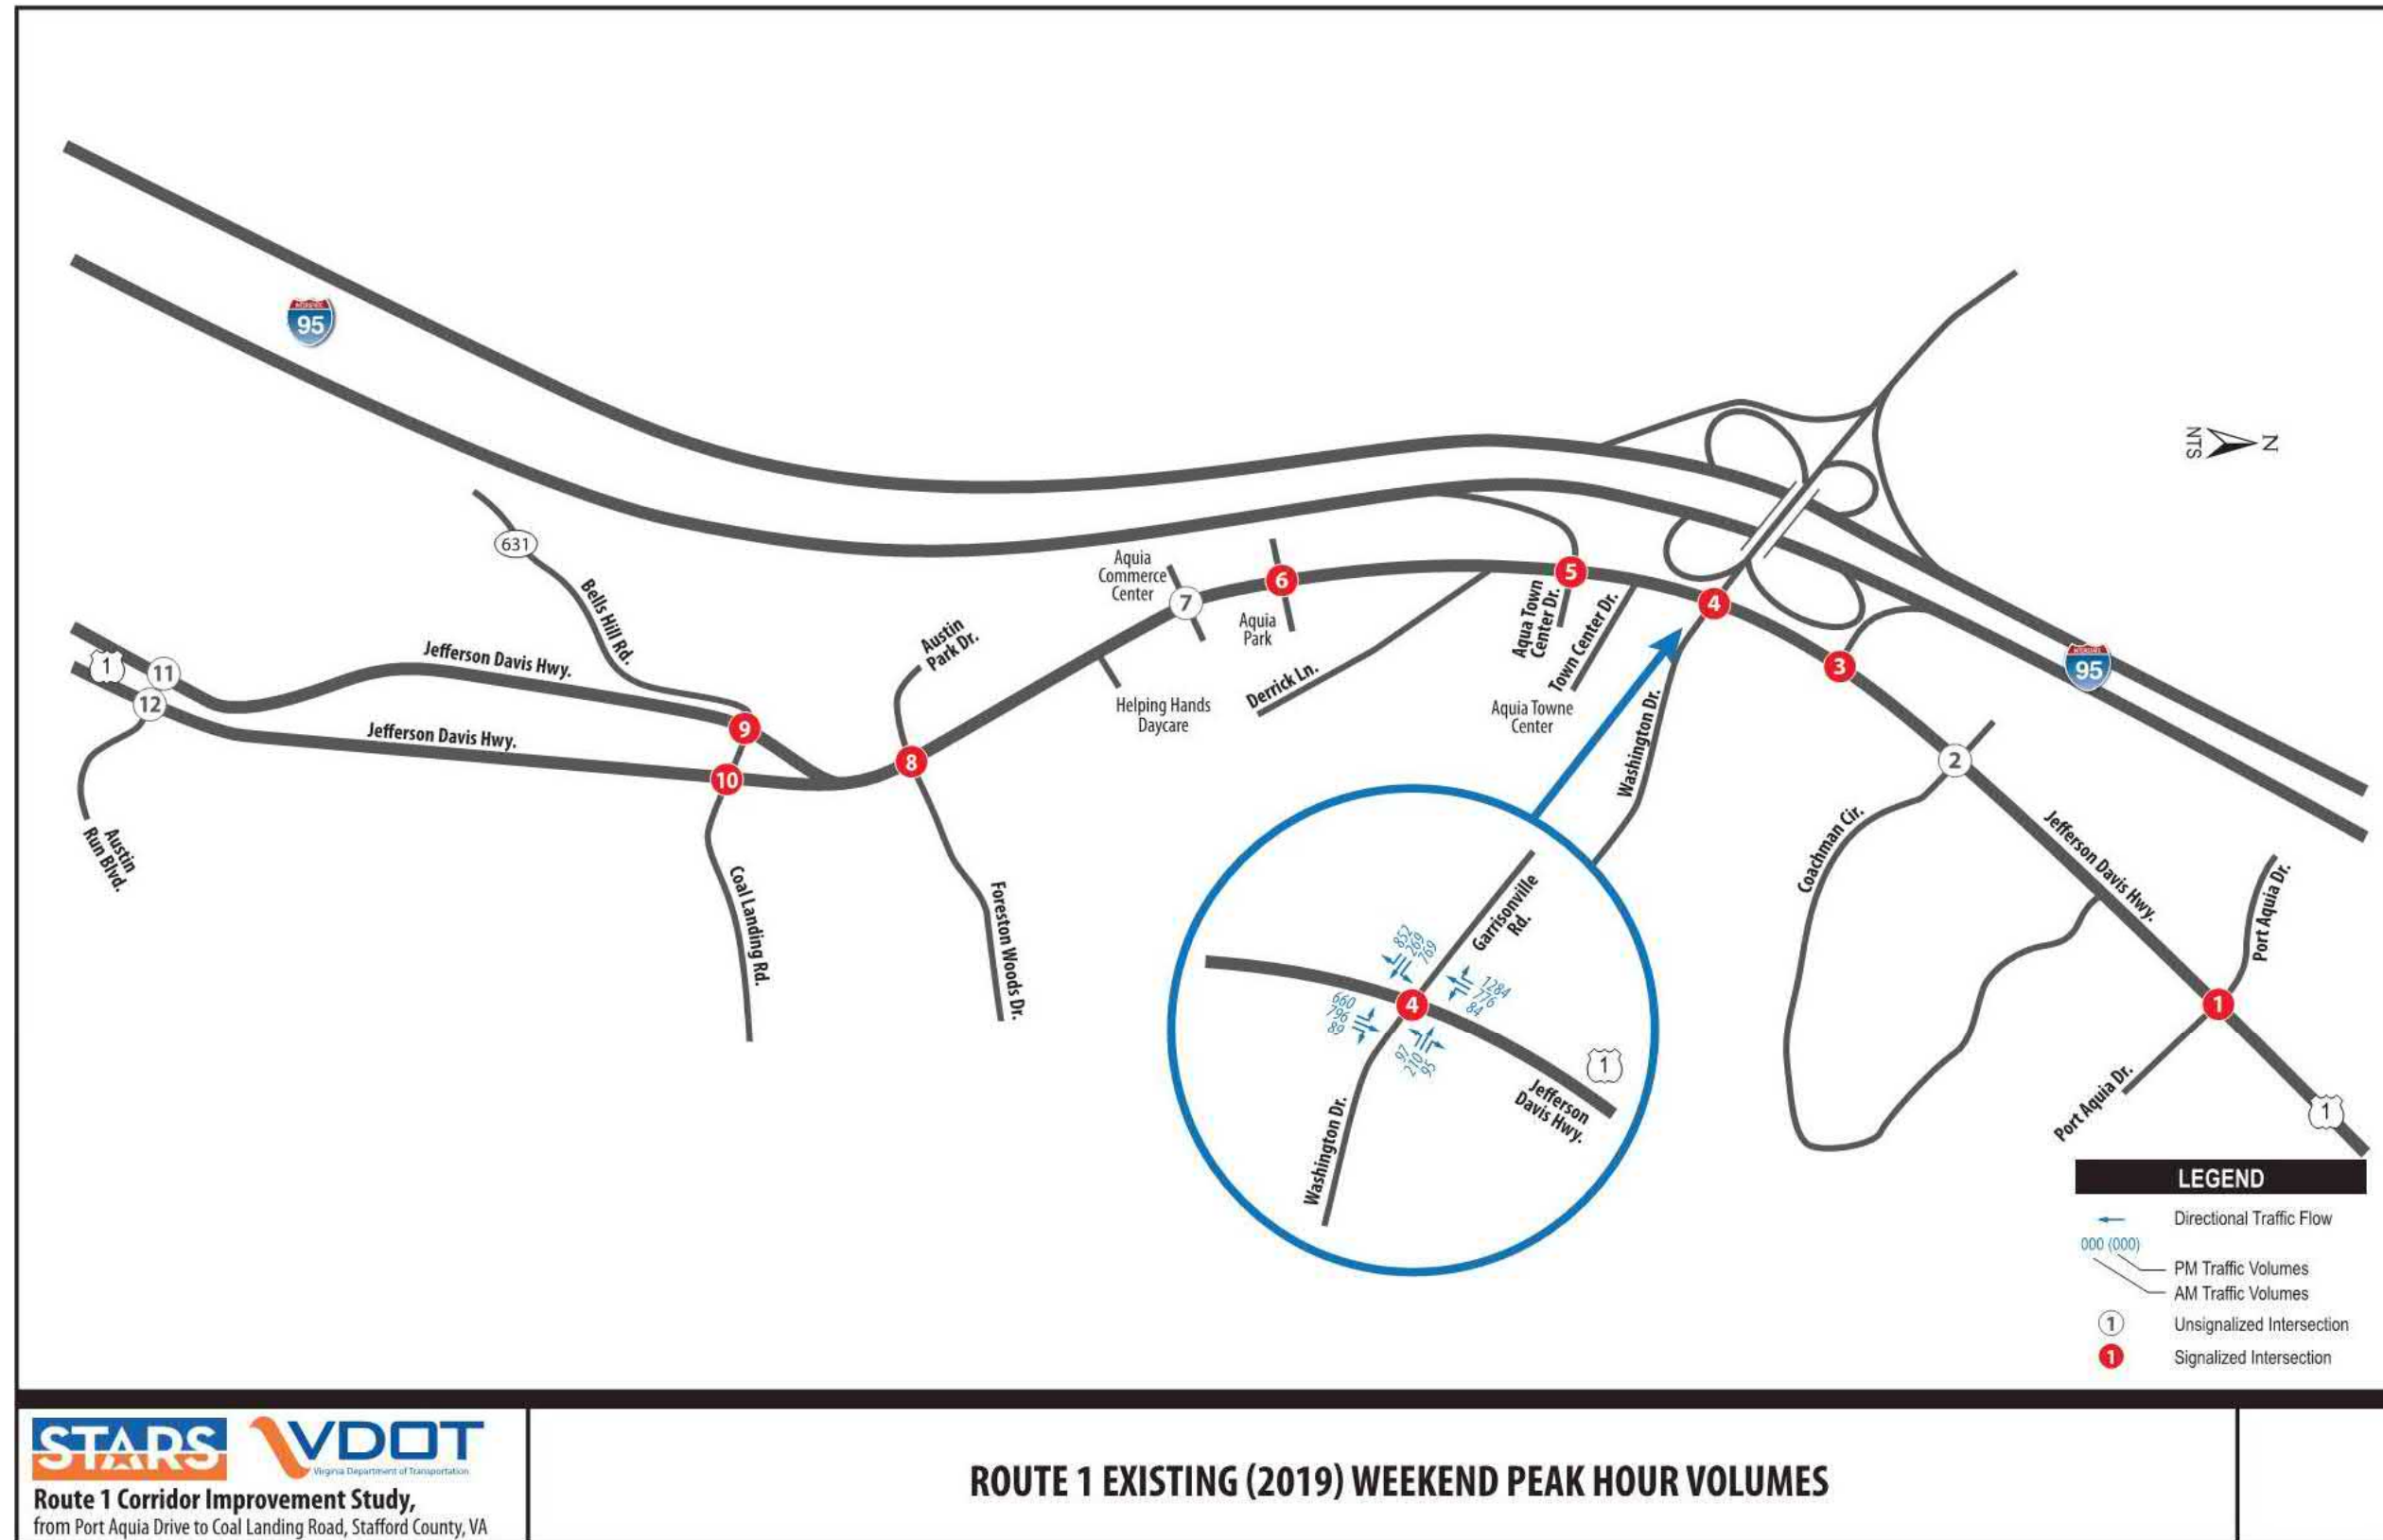 INTERSTATE
95
N
NTS
631
Bells Hill Rd.
Aquia
Commerce
Center
7
6
Aquia
Park
5
Aqua Town
Center Dr.
Town Center Dr.
4
3
INTERSTATE
95
1
11
12
Jefferson Davis Hwy.
Jefferson Davis Hwy.
Austin
Run Blvd.
9
10
Austin
Park Dr.
8
Helping Hands
Daycare
Derrick Ln.
Aquia Towne
Center
Washington Dr.
2
Coachman Cir.
Jefferson Davis Hwy.
Port Aquia Dr.
1
Port Aquia Dr.
1
Coal Landing Rd.
Foreston Woods Dr.
Garrisonville
Rd.
852
269
769
1284
776
84
4
660
796
89
97
210
95
1
Jefferson
Davis Hwy.
Washington Dr.
LEGEND
Directional Traffic Flow
000 (000)
PM Traffic Volumes
AM Traffic Volumes
1 Unsignalized Intersection
1 Signalized Intersection
STARS
VDOT
Virginia Department of Transportation
Route 1 Corridor Improvement Study,
from Port Aquia Drive to Coal Landing Road, Stafford County, VA
ROUTE 1 EXISTING (2019) WEEKEND PEAK HOUR VOLUMES